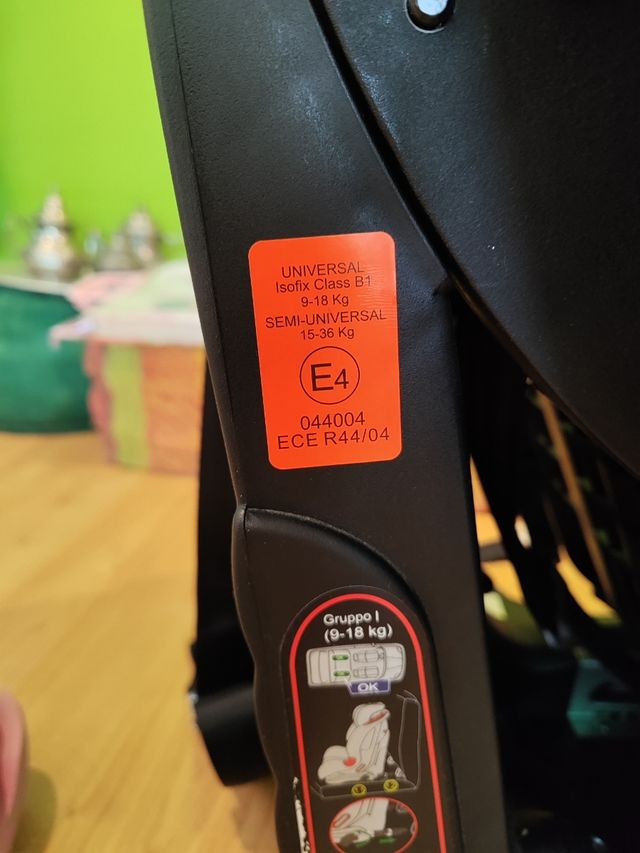 UNIVERSAL
Isofix Class B1
9-18 Kg
SEMI-UNIVERSAL
15-36 Kg
E4
044004
ECE R44/04
Gruppo I
(9-18 kg)
OK